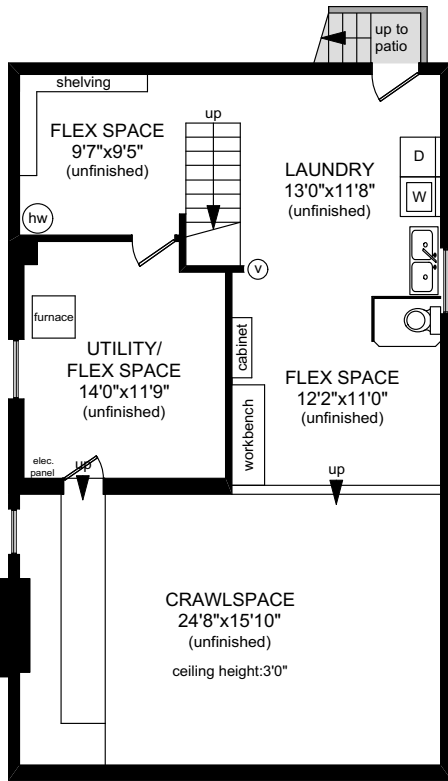 up to
patio
shelving
FLEX SPACE
9'7"x9'5"
(unfinished)
up
D
LAUNDRY
13'0"x11'8"
(unfinished)
W
hw
v
furnace
cabinet
UTILITY/
FLEX SPACE
14'0"x11'9"
(unfinished)
FLEX SPACE
12'2"x11'0"
(unfinished)
workbench
elec.
panel
up
up
CRAWLSPACE
24'8"x15'10"
(unfinished)
ceiling height:3'0"